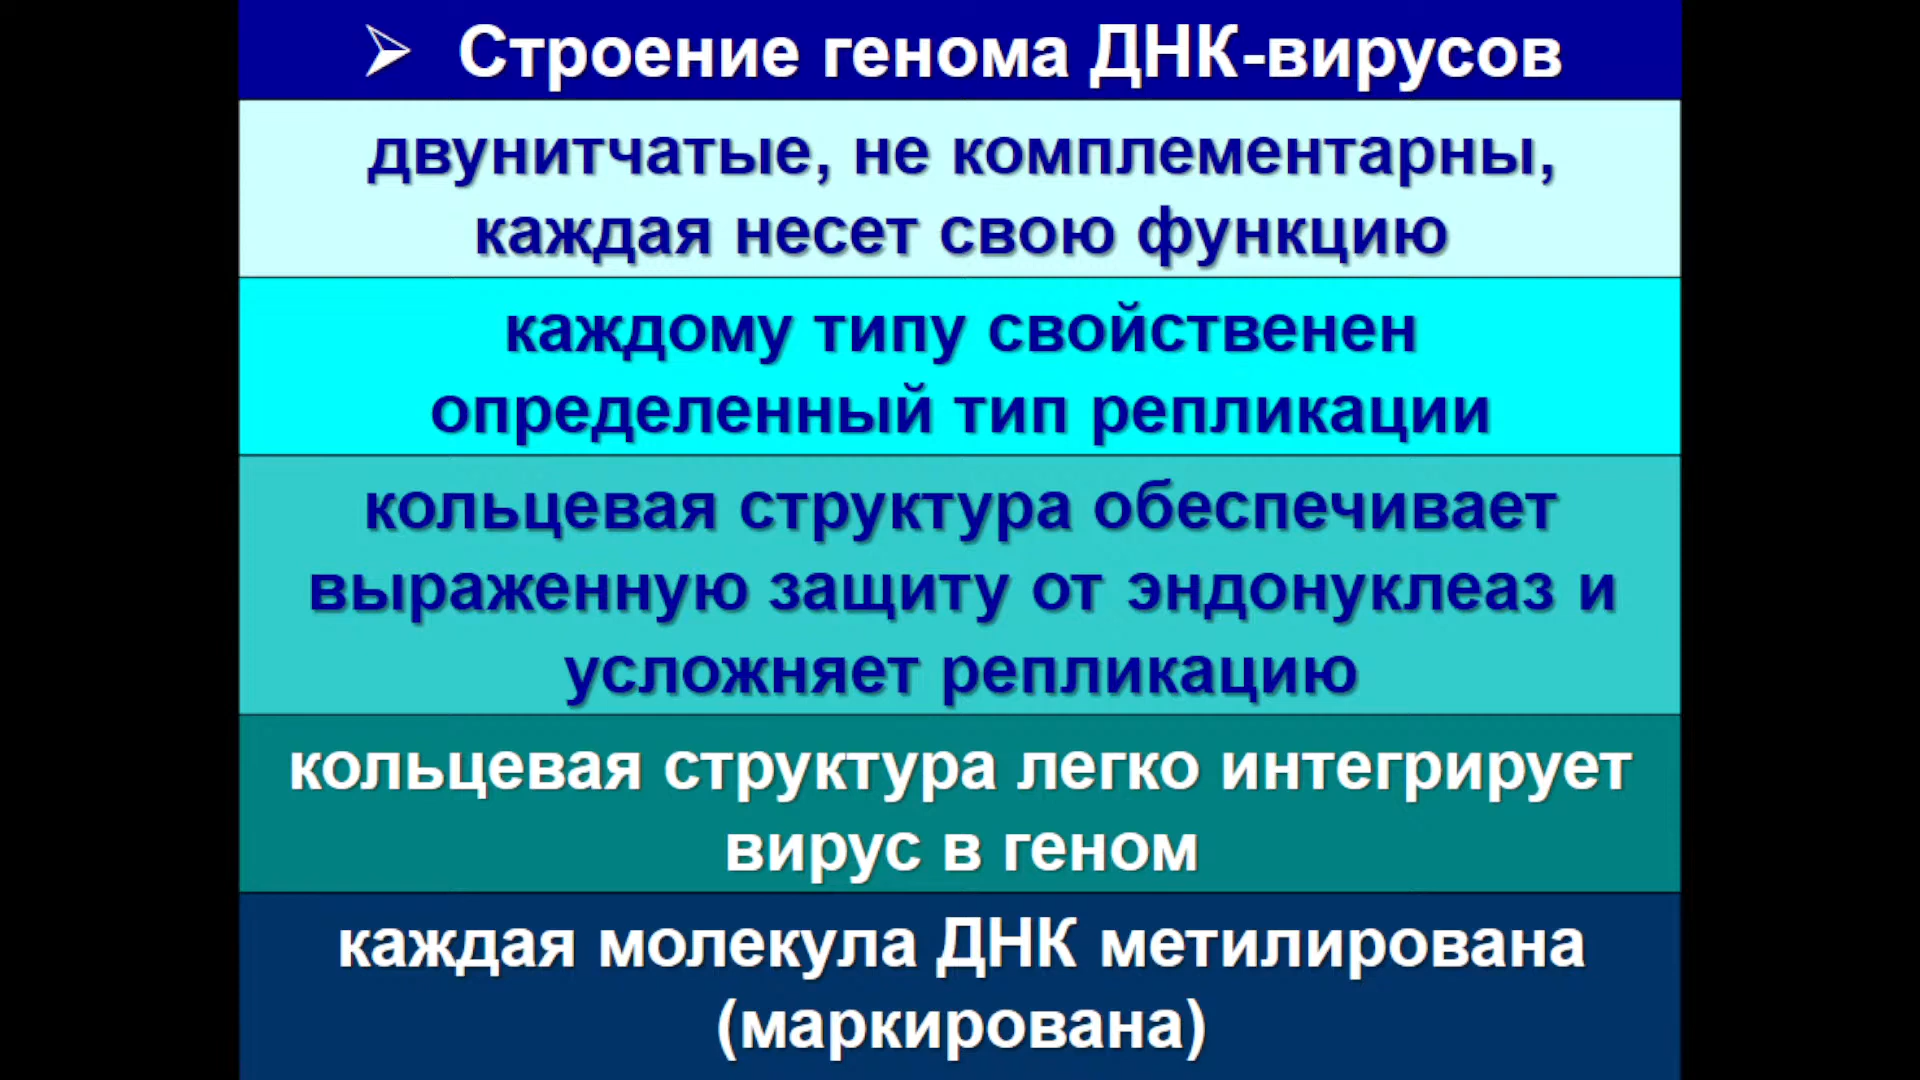 ➢ Строение генома ДНК-вирусов
двунитчатые, не комплементарны,
каждая несет свою функцию
каждому типу свойственен
определенный тип репликации
кольцевая структура обеспечивает
выраженную защиту от эндонуклеаз и
усложняет репликацию
кольцевая структура легко интегрирует
вирус в геном
каждая молекула ДНК метилирована
(маркирована)